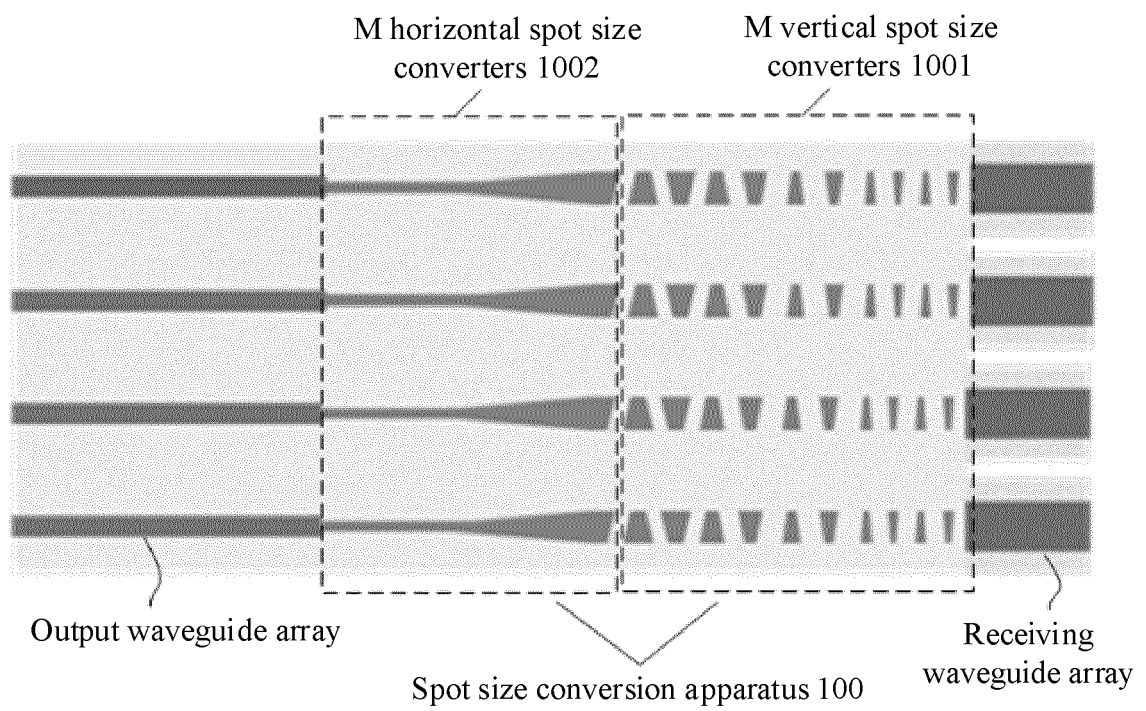 M horizontal spot size
converters 1002
M vertical spot size
converters 1001
Output waveguide array
Receiving
waveguide array
Spot size conversion apparatus 100